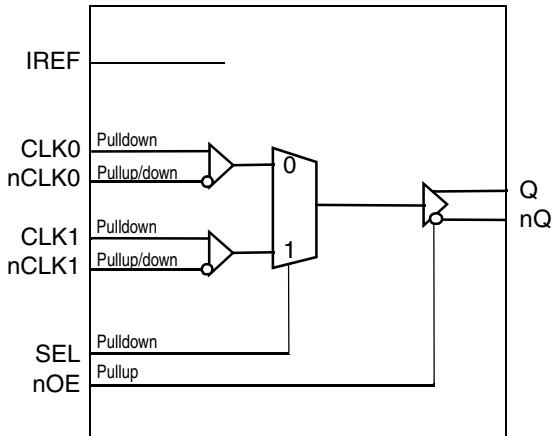 IREF
CLK0 Pulldown
nCLK0 Pullup/down
0
CLK1 Pulldown
nCLK1 Pullup/down
1
Q
nQ
SEL Pulldown
nOE Pullup